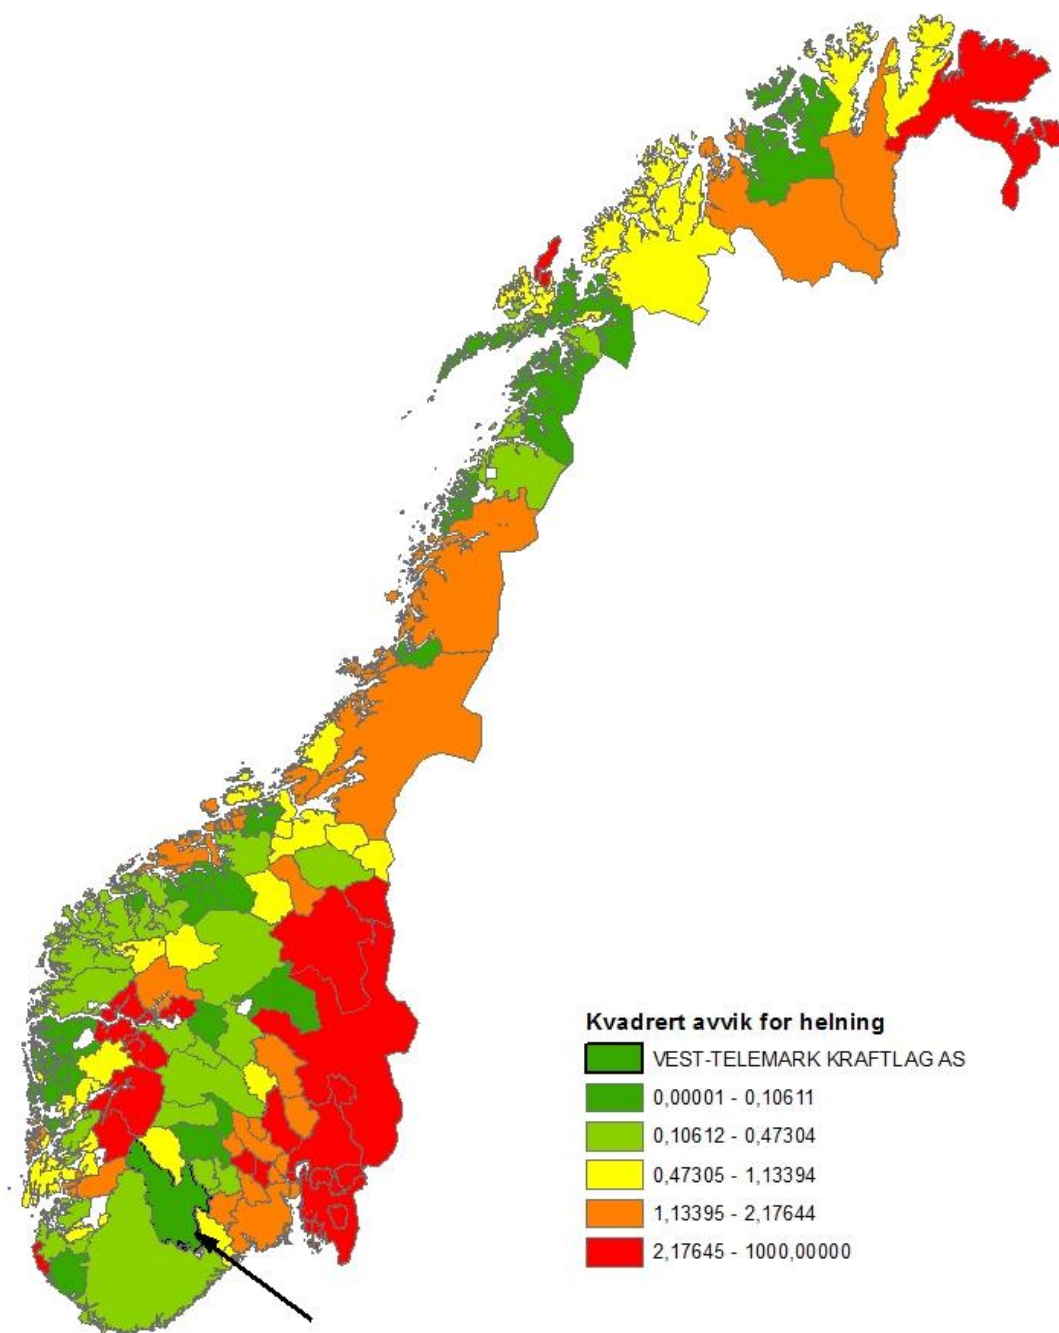 Kvadrert avvik for helning
VEST-TELEMARK KRAFTLAG AS
0,00001 - 0,10611
0,10612 - 0,47304
0,47305 - 1,13394
1,13395 - 2,17644
2,17645 - 1000,00000